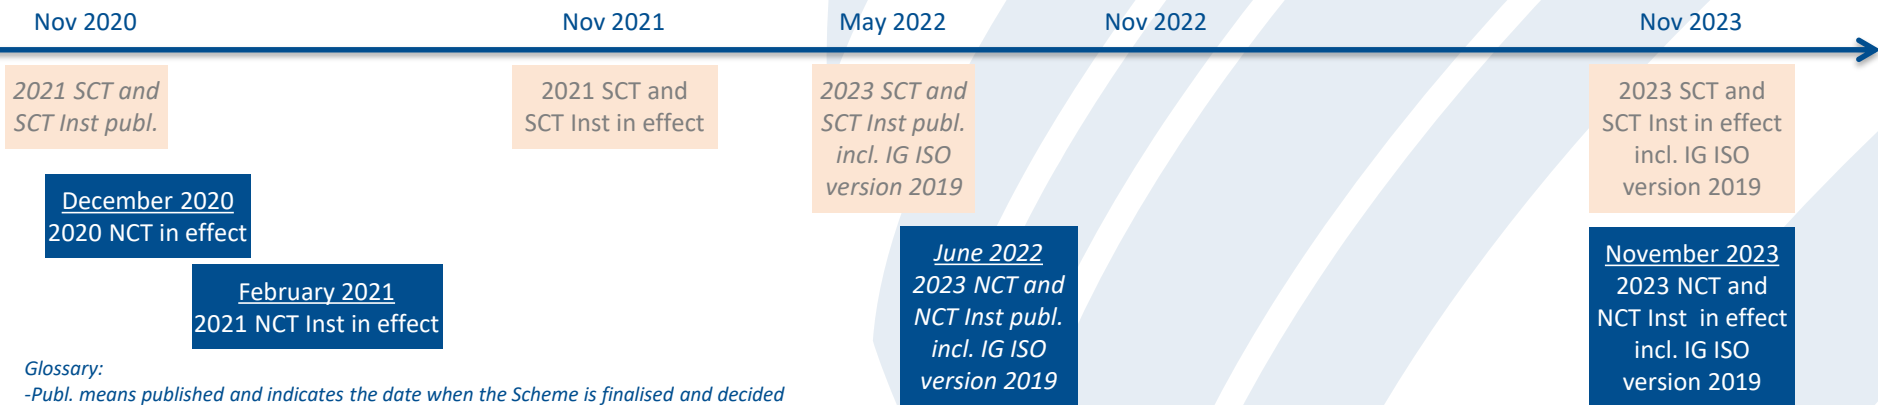 Nov 2020
Nov 2021
May 2022
Nov 2022
Nov 2023
2021 SCT and
SCT Inst publ.
2021 SCT and
SCT Inst in effect
2023 SCT and
SCT Inst publ.
incl. IG ISO
version 2019
2023 SCT and
SCT Inst in effect
incl. IG ISO
version 2019
December 2020
2020 NCT in effect
February 2021
2021 NCT Inst in effect
June 2022
2023 NCT and
NCT Inst publ.
incl. IG ISO
version 2019
November 2023
2023 NCT and
NCT Inst  in effect
incl. IG ISO
version 2019
Glossary:
-Publ. means published and indicates the date when the Scheme is finalised and decided